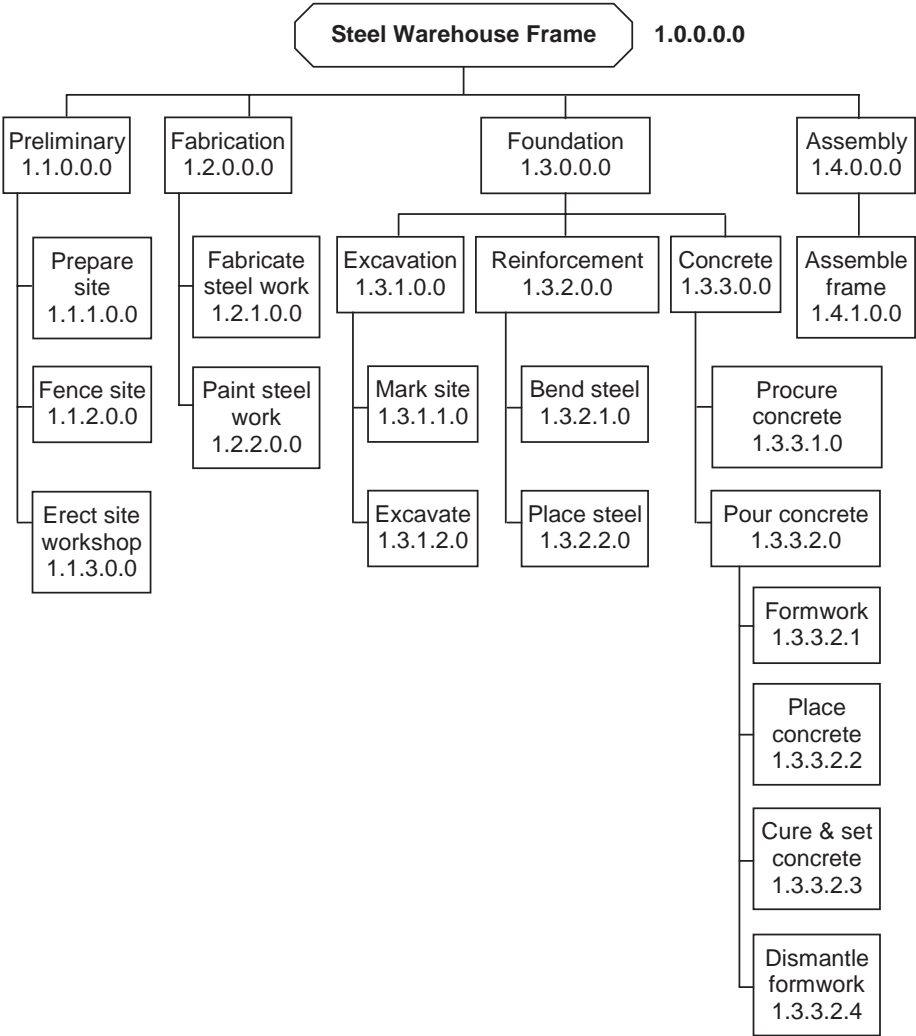 Steel Warehouse Frame
1.0.0.0.0
Preliminary
1.1.0.0.0
Fabrication
1.2.0.0.0
Foundation
1.3.0.0.0
Assembly
1.4.0.0.0
Prepare
site
1.1.1.0.0
Fabricate
steel work
1.2.1.0.0
Excavation
1.3.1.0.0
Reinforcement
1.3.2.0.0
Concrete
1.3.3.0.0
Assemble
frame
1.4.1.0.0
Fence site
1.1.2.0.0
Paint steel
work
1.2.2.0.0
Mark site
1.3.1.1.0
Bend steel
1.3.2.1.0
Procure
concrete
1.3.3.1.0
Erect site
workshop
1.1.3.0.0
Excavate
1.3.1.2.0
Place steel
1.3.2.2.0
Pour concrete
1.3.3.2.0
Formwork
1.3.3.2.1
Place
concrete
1.3.3.2.2
Cure & set
concrete
1.3.3.2.3
Dismantle
formwork
1.3.3.2.4